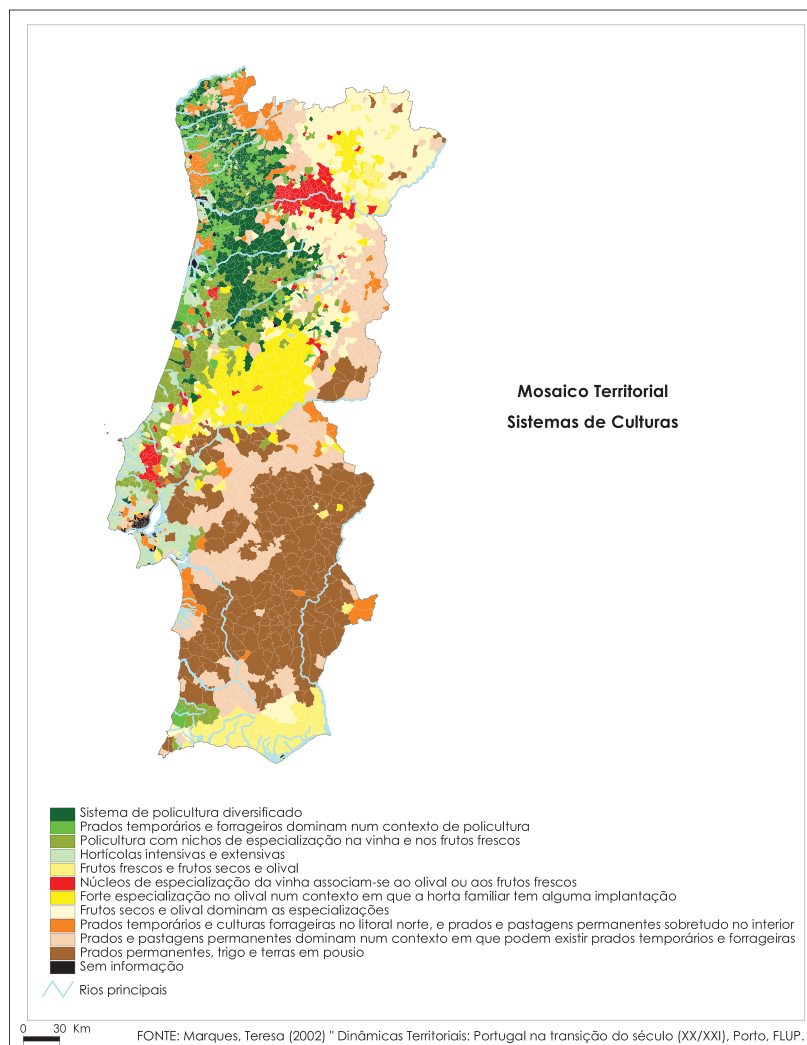 Mosaico Territorial
Sistemas de Culturas
Sistema de policultura diversificado
Prados temporários e forrageiros dominam num contexto de policultura
Policultura com nichos de especialização na vinha e nos frutos frescos
Hortícolas intensivas e extensivas
Frutos frescos e frutos secos e olival
Núcleos de especialização da vinha associam-se ao olival ou aos frutos frescos
Forte especialização no olival num contexto em que a horta familiar tem alguma implantação
Frutos secos e olival dominam as especializações
Prados temporários e culturas forrageiras no litoral norte, e prados e pastagens permanentes sobretudo no interior
Prados e pastagens permanentes dominam num contexto em que podem existir prados temporários e forrageiras
Prados permanentes, trigo e terras em pousio
Sem informação
Rios principais
0 30 Km
FONTE: Marques, Teresa (2002) " Dinâmicas Territoriais: Portugal na transição do século (XX/XXI), Porto, FLUP.